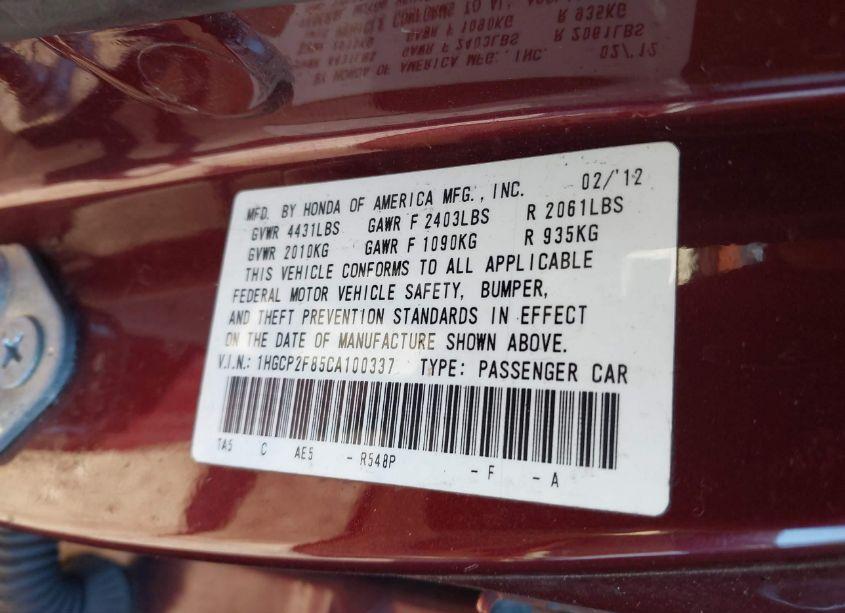 MFD. BY HONDA OF AMERICA MFG., INC. 02/'12
GVWR 4431LBS GAWR F 2403LBS R 2061LBS
GVWR 2010KG GAWR F 1090KG R 935KG
THIS VEHICLE CONFORMS TO ALL APPLICABLE
FEDERAL MOTOR VEHICLE SAFETY, BUMPER,
AND THEFT PREVENTION STANDARDS IN EFFECT
ON THE DATE OF MANUFACTURE SHOWN ABOVE.
V.I.N.: 1HGCP2F85CA100337 TYPE: PASSENGER CAR
TA5 C AE5 - R548P - F - A